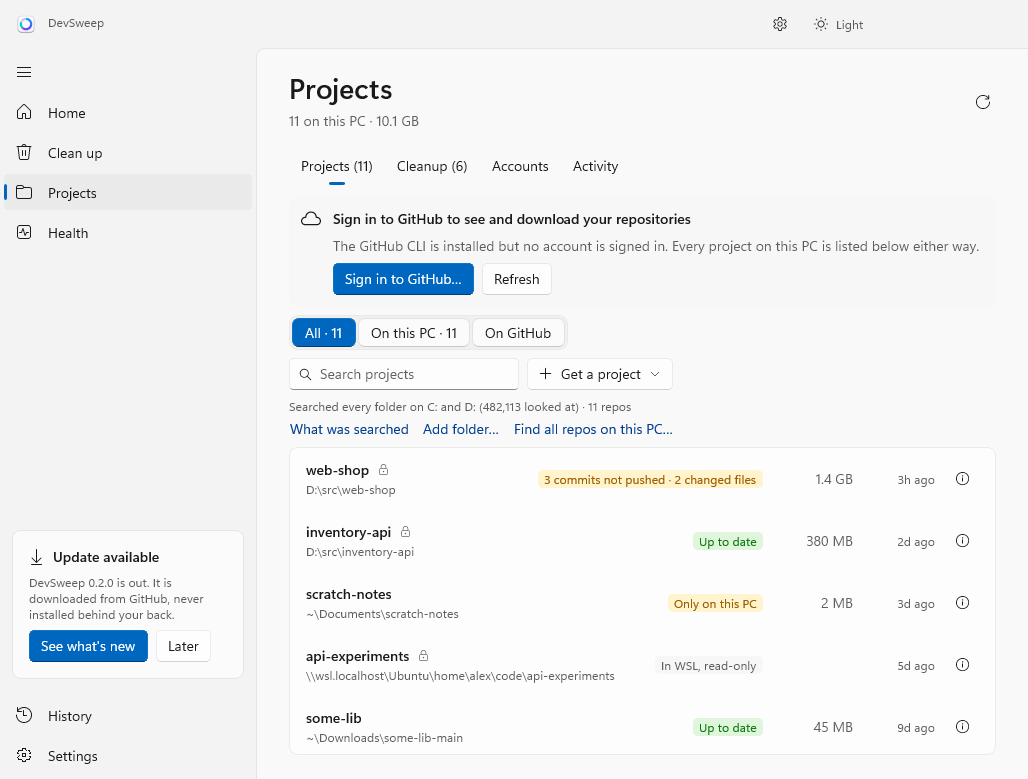 DevSweep
Light
Home
Clean up
Projects
Health
Projects
11 on this PC · 10.1 GB
Projects (11) Cleanup (6) Accounts Activity
Sign in to GitHub to see and download your repositories
The GitHub CLI is installed but no account is signed in. Every project on this PC is listed below either way.
Sign in to GitHub... Refresh
All · 11 On this PC · 11 On GitHub
Search projects Get a project
Searched every folder on C: and D: (482,113 looked at) · 11 repos
What was searched Add folder... Find all repos on this PC...
web-shop
D:\src\web-shop
3 commits not pushed · 2 changed files 1.4 GB 3h ago
inventory-api
D:\src\inventory-api
Up to date 380 MB 2d ago
scratch-notes
~\Documents\scratch-notes
Only on this PC 2 MB 3d ago
api-experiments
\\wsl.localhost\Ubuntu\home\alex\code\api-experiments
In WSL, read-only 5d ago
some-lib
~\Downloads\some-lib-main
Up to date 45 MB 9d ago
Update available
DevSweep 0.2.0 is out. It is
downloaded from GitHub, never
installed behind your back.
See what's new Later
History
Settings